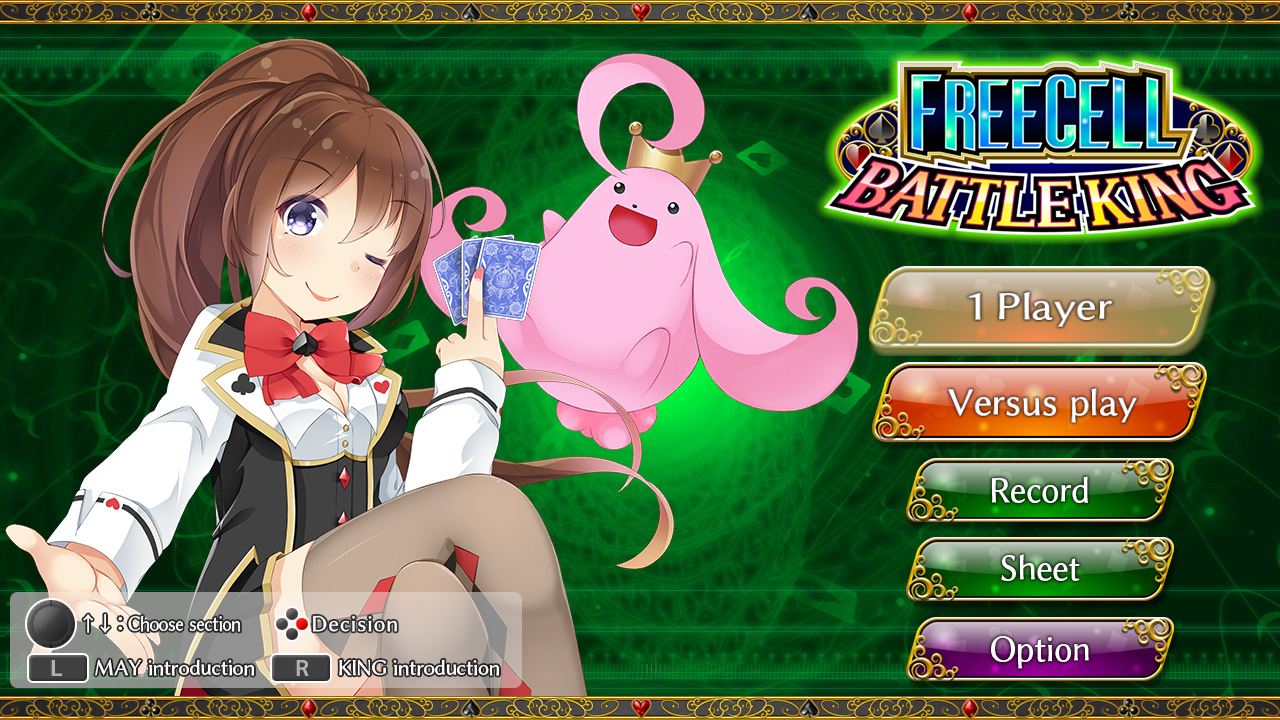 FREECELL
BATTLE KING
1 Player
Versus play
Record
Sheet
Option
↑↓:Choose section
Decision
L MAY introduction
R KING introduction